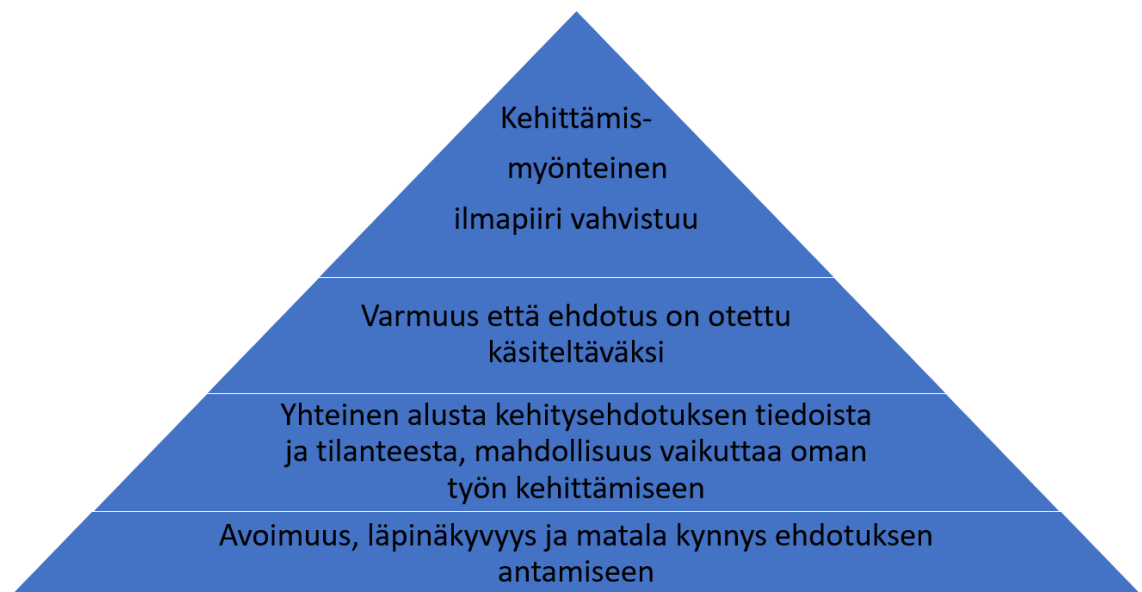 Kehittämis-
myönteinen
ilmapiiri vahvistuu
Varmuus että ehdotus on otettu
käsiteltäväksi
Yhteinen alusta kehitysehdotuksen tiedoista
ja tilanteesta, mahdollisuus vaikuttaa oman
työn kehittämiseen
Avoimuus, läpinäkyvyys ja matala kynnys ehdotuksen
antamiseen